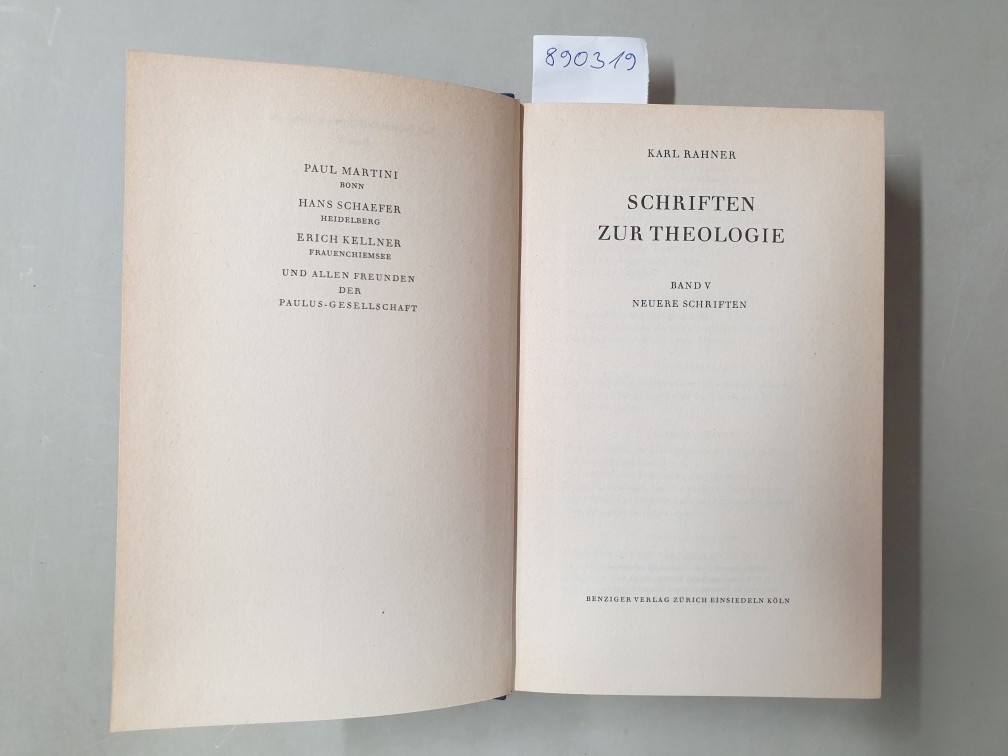 890319
PAUL MARTINI
BONN
HANS SCHAEFER
HEIDELBERG
ERICH KELLNER
FRAUENCHIEMSEE
UND ALLEN FREUNDEN
DER
PAULUS-GESELLSCHAFT
KARL RAHNER
SCHRIFTEN
ZUR THEOLOGIE
BAND V
NEUERE SCHRIFTEN
BENZIGER VERLAG ZÜRICH EINSIEDELN KÖLN